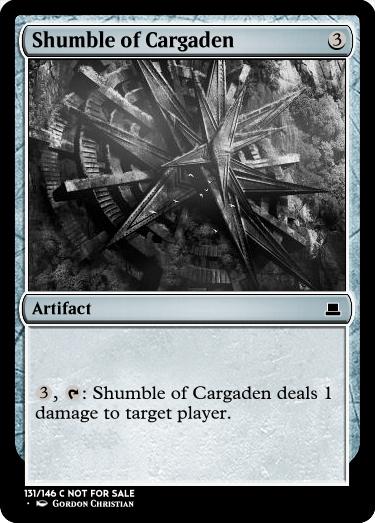 Shumble of Cargaden 3
Artifact
3, : Shumble of Cargaden deals 1
damage to target player.
131/146 C NOT FOR SALE
· Gordon Christian